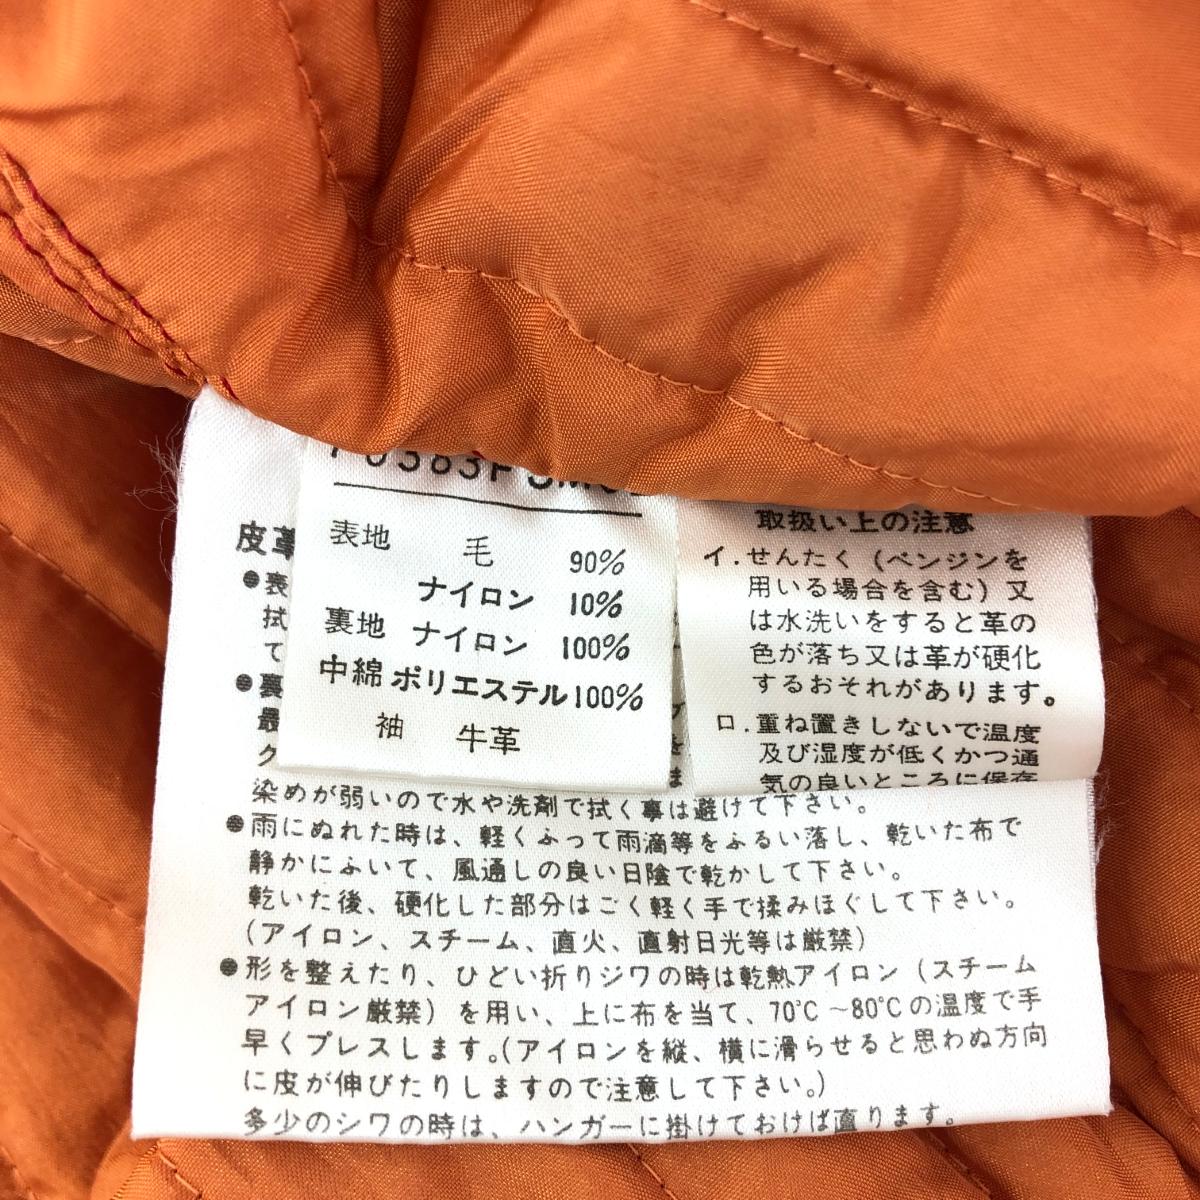 表地 毛 90%
ナイロン 10%
裏地 ナイロン 100%
中綿 ポリエステル100%
袖 牛革
取扱い上の注意
イ.せんたく (ベンジンを
用いる場合を含む) 又
は水洗いをすると革の
色が落ち又は革が硬化
するおそれがあります。
ロ.重ね置きしないで温度
及び湿度が低くかつ通
気の良いところに保存
皮革
●表
拭
て
●裏
最
ク
染めが弱いので水や洗剤で拭く事は避けて下さい。
●雨にぬれた時は、軽くふって雨滴等をふるい落し、乾いた布で
静かにふいて、風通しの良い日陰で乾かして下さい。
乾いた後、硬化した部分はごく軽く手で揉みほぐして下さい。
(アイロン、スチーム、直火、直射日光等は厳禁)
●形を整えたり、ひどい折りジワの時は乾熱アイロン (スチーム
アイロン厳禁) を用い、上に布を当て、70℃~80℃の温度で手
早くプレスします。(アイロンを縦、横に滑らせると思わぬ方向
に皮が伸びたりしますので注意して下さい。)
多少のシワの時は、ハンガーに掛けておけば直ります。